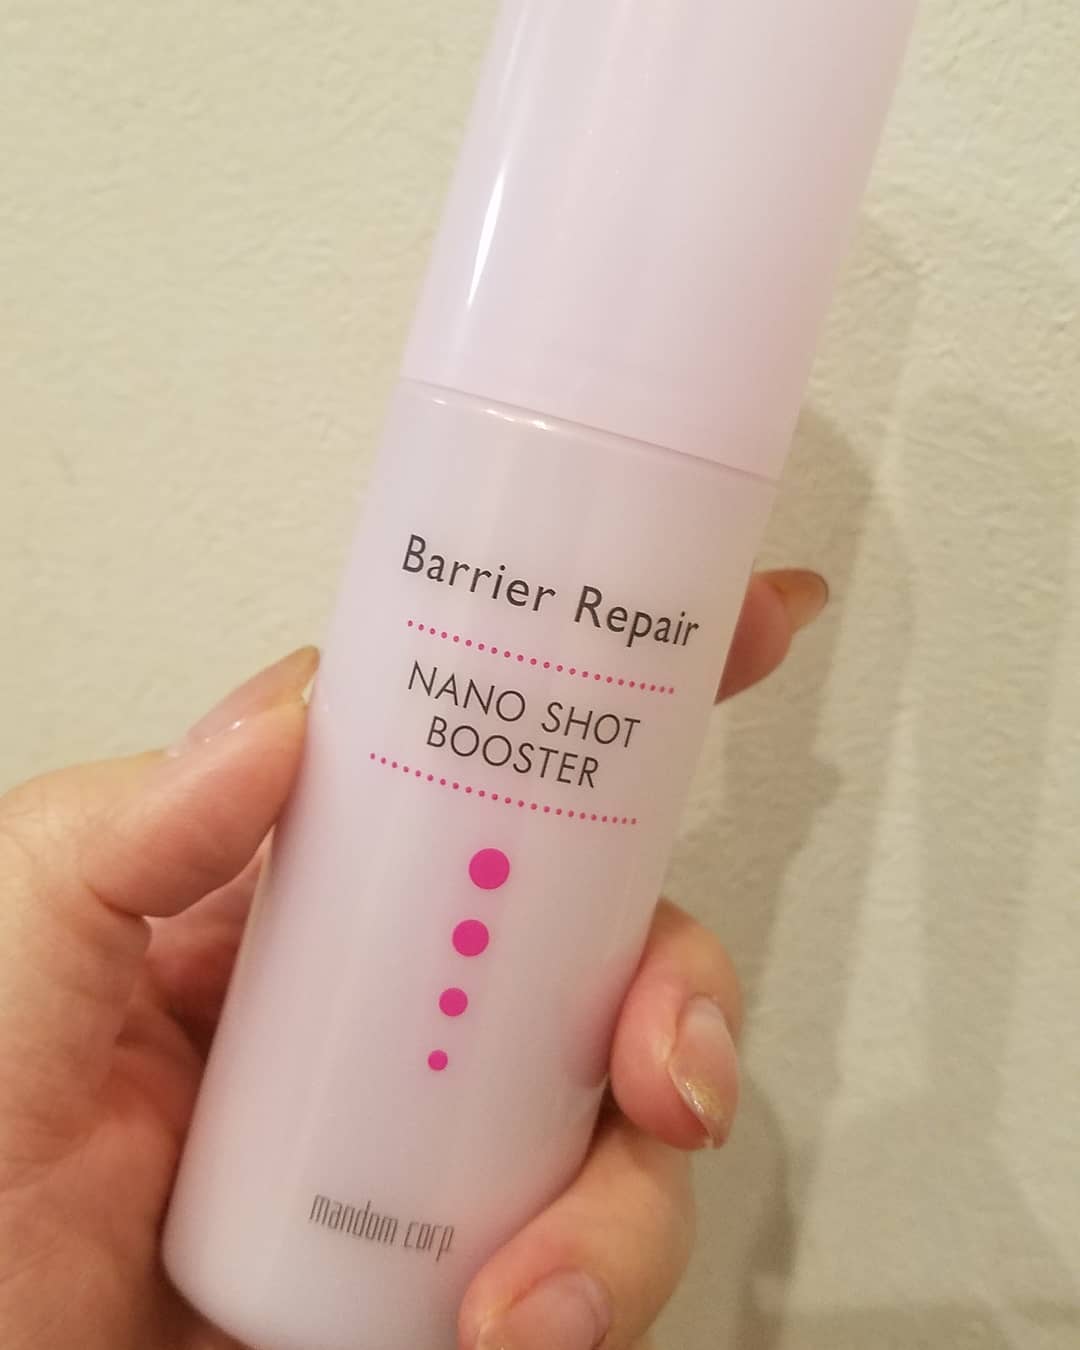 Barrier Repair
NANO SHOT
BOOSTER
mandom corp